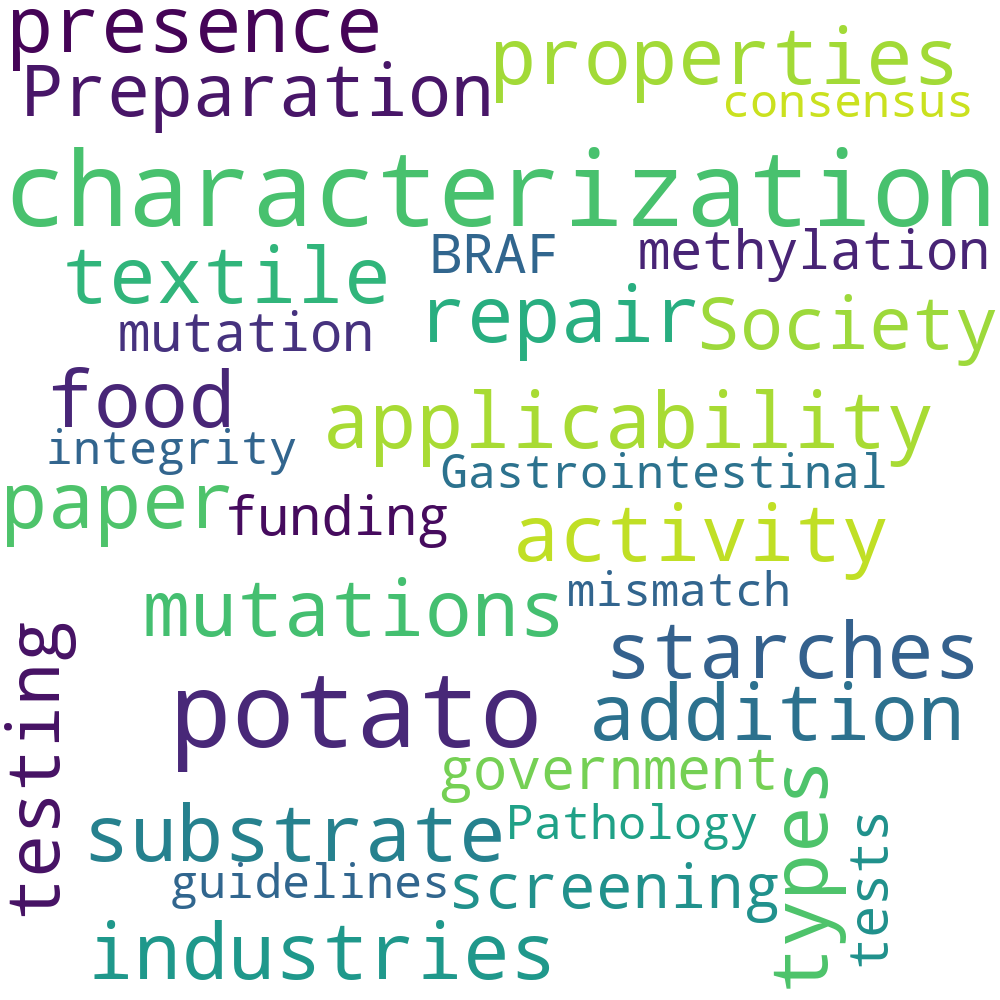 presence
properties
Preparation
consensus
characterization
BRAF
methylation
textile
repair
Society
mutation
food
applicability
integrity
Gastrointestinal
paper
funding
activity
mutations
mismatch
testing
starches
potato
addition
government
types
substrate
Pathology
tests
guidelines
screening
industries